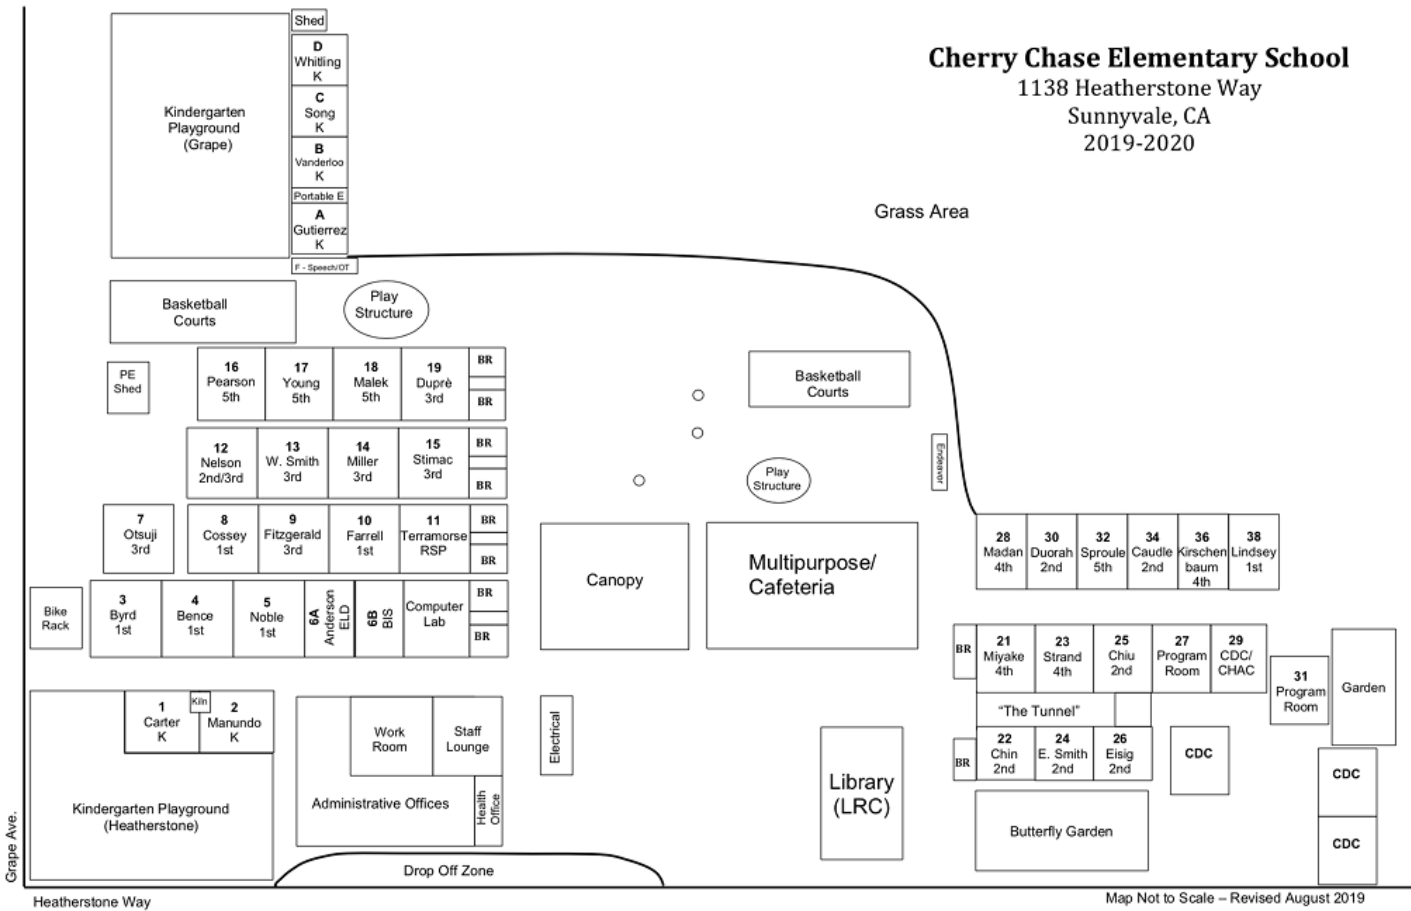 Shed
D
Whitling
K
C
Song
K
B
Vanderloo
K
Portable E
A
Gutierrez
K
F - Speech/OT
Kindergarten
Playground
(Grape)
Cherry Chase Elementary School
1138 Heatherstone Way
Sunnyvale, CA
2019-2020
Grass Area
Basketball
Courts
Play
Structure
PE
Shed
16
Pearson
5th
17
Young
5th
18
Malek
5th
19
Duprè
3rd
BR
BR
Basketball
Courts
12
Nelson
2nd/3rd
13
W. Smith
3rd
14
Miller
3rd
15
Stimac
3rd
BR
BR
Endeavor
Play
Structure
7
Otsuji
3rd
8
Cossey
1st
9
Fitzgerald
3rd
10
Farrell
1st
11
Terramorse
RSP
BR
BR
Canopy
Multipurpose/
Cafeteria
28
Madan
4th
30
Duorah
2nd
32
Sproule
5th
34
Caudle
2nd
36
Kirschen
baum
4th
38
Lindsey
1st
Bike
Rack
3
Byrd
1st
4
Bence
1st
5
Noble
1st
6A
Anderson
ELD
6B
BIS
Computer
Lab
BR
BR
BR
21
Miyake
4th
23
Strand
4th
25
Chiu
2nd
27
Program
Room
29
CDC/
CHAC
31
Program
Room
Garden
1
Carter
K
Kiln
2
Manundo
K
Work
Room
Staff
Lounge
Electrical
"The Tunnel"
BR
22
Chin
2nd
24
E. Smith
2nd
26
Eisig
2nd
CDC
CDC
CDC
Kindergarten Playground
(Heatherstone)
Administrative Offices
Health
Office
Library
(LRC)
Butterfly Garden
Drop Off Zone
Grape Ave.
Heatherstone Way
Map Not to Scale – Revised August 2019